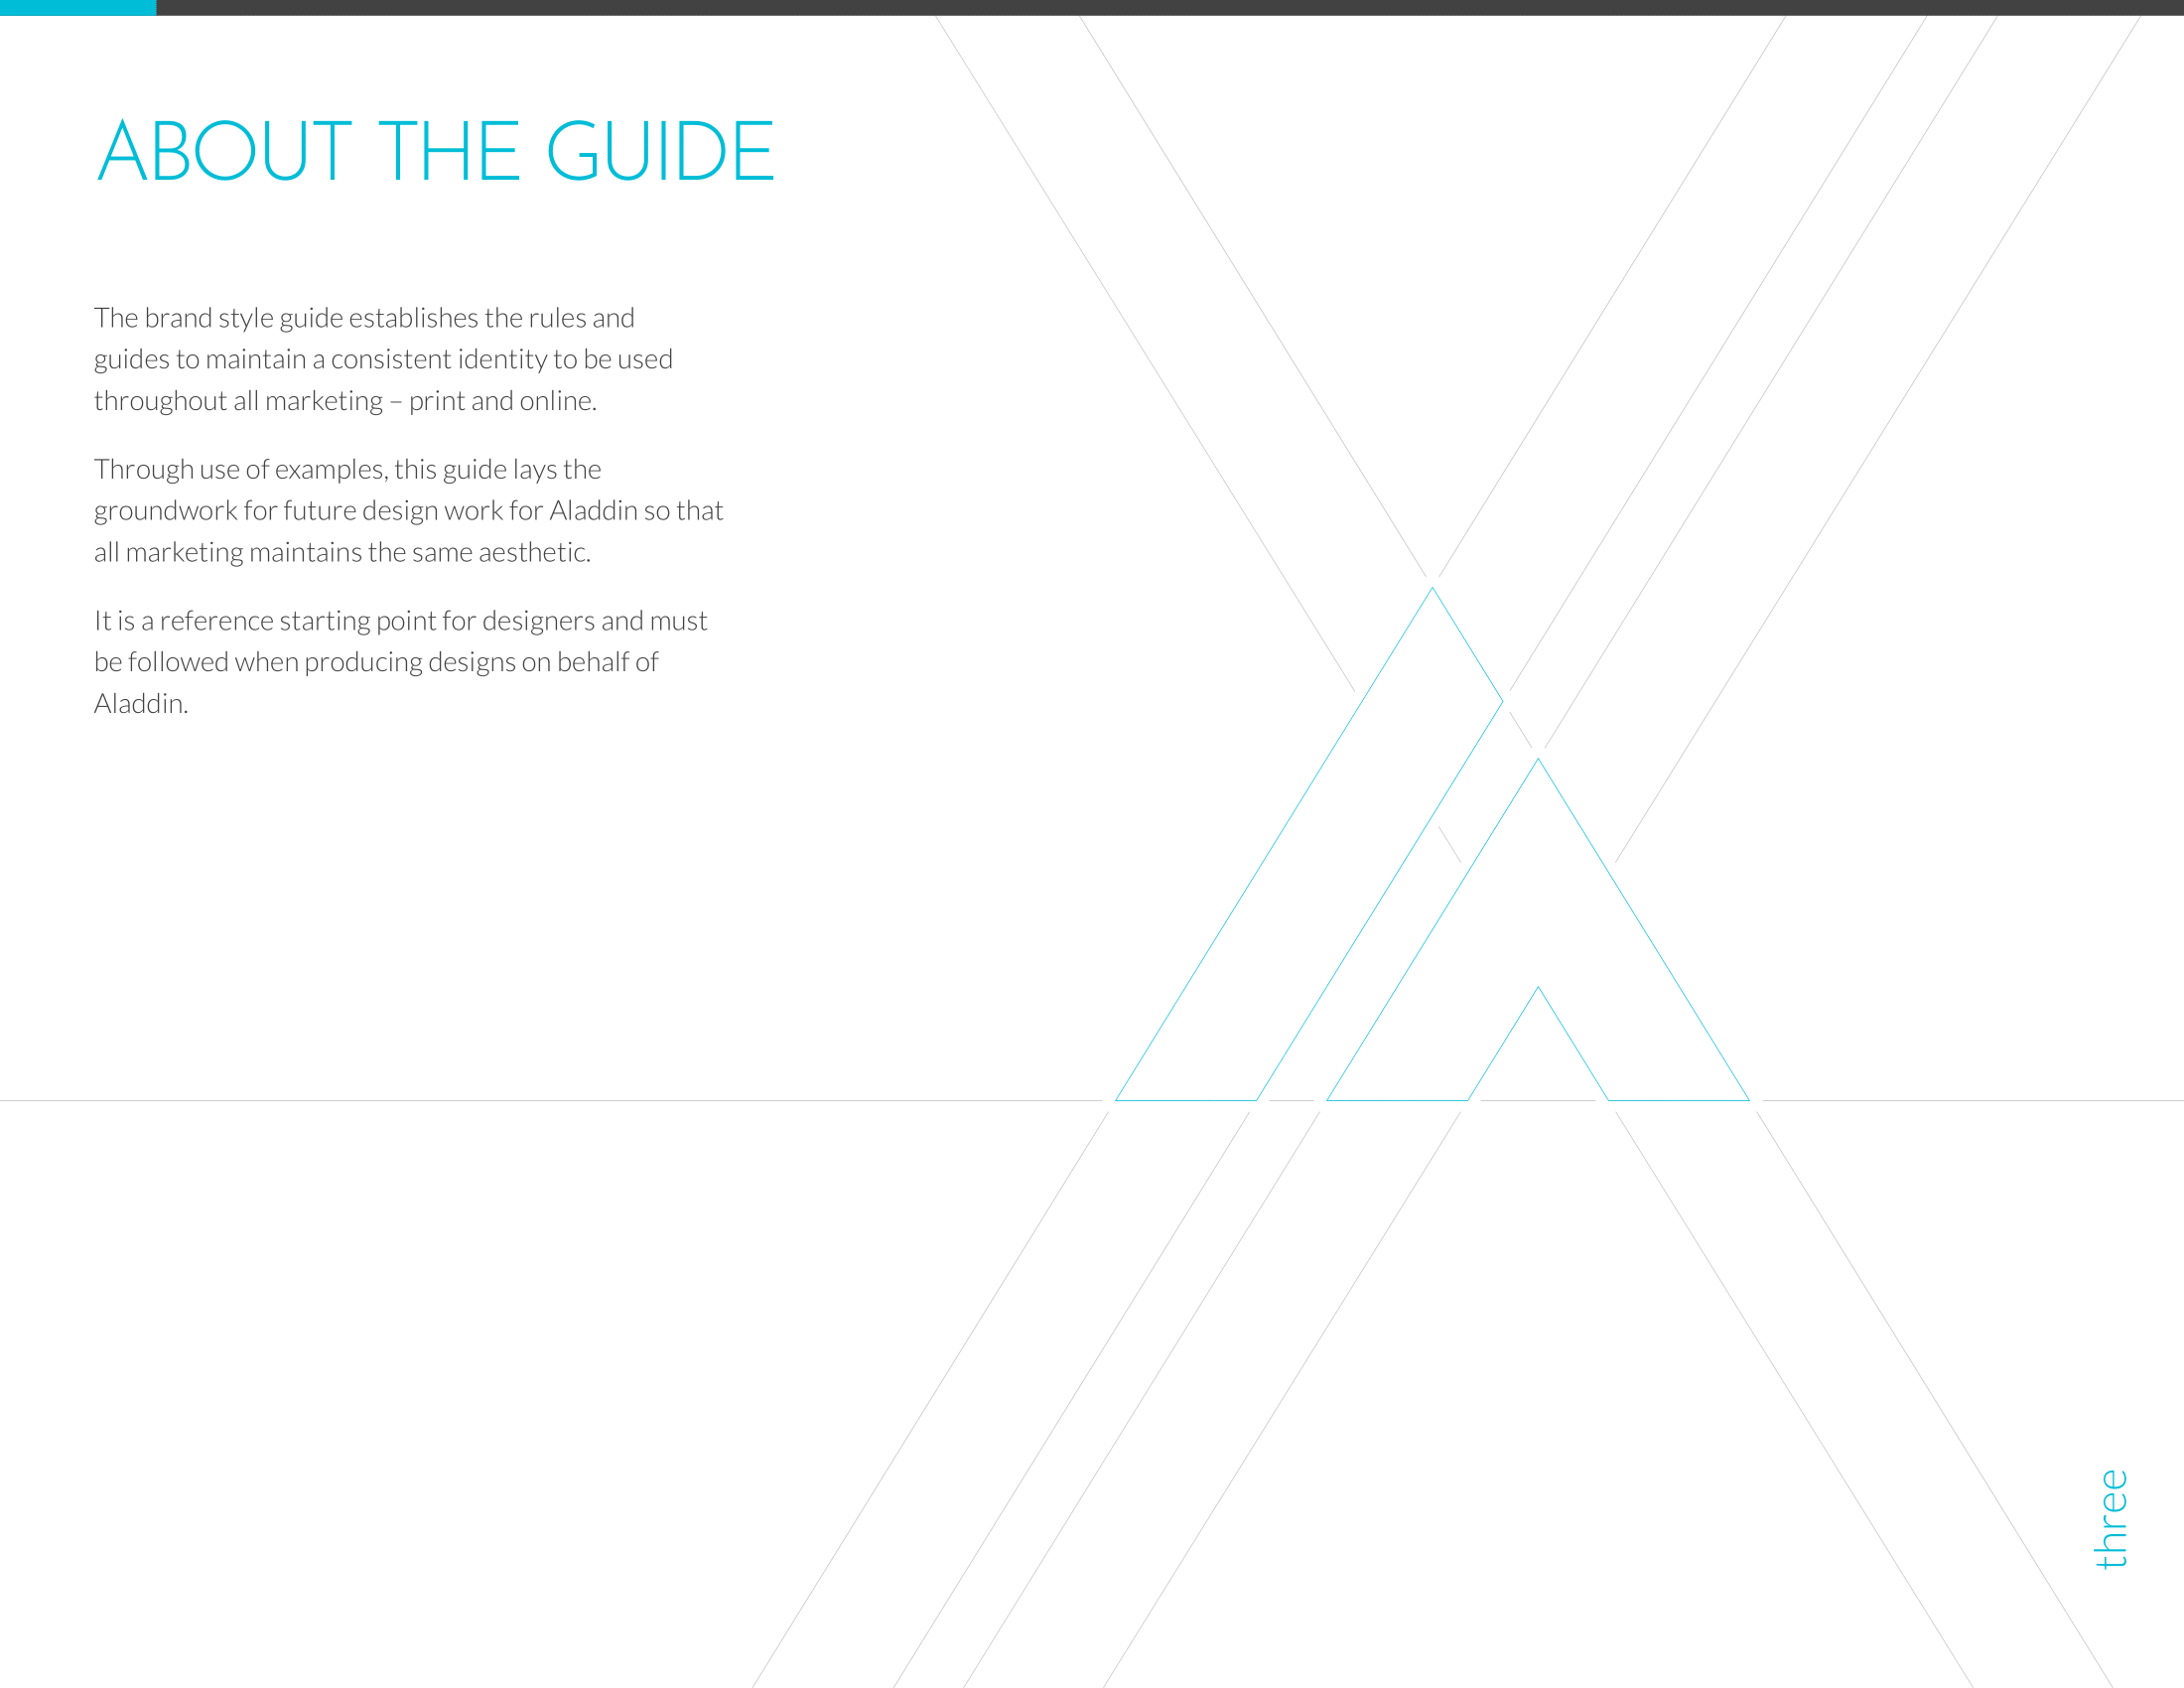 ABOUT THE GUIDE
The brand style guide establishes the rules and
guides to maintain a consistent identity to be used
throughout all marketing – print and online.
Through use of examples, this guide lays the
groundwork for future design work for Aladdin so that
all marketing maintains the same aesthetic.
It is a reference starting point for designers and must
be followed when producing designs on behalf of
Aladdin.
three